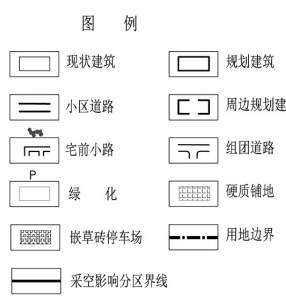 图 例
现状建筑 规划建筑
小区道路 周边规划建
宅前小路 组团道路
P
绿 化 硬质铺地
嵌草砖停车场 用地边界
采空影响分区界线